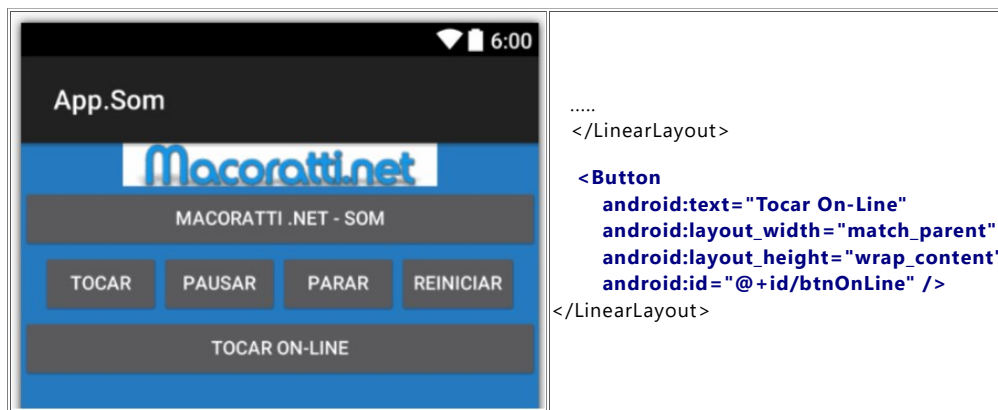 6:00
App.Som
Macoratti.net
MACORATTI .NET - SOM
TOCAR PAUSAR PARAR REINICIAR
TOCAR ON-LINE
.....
</LinearLayout>
<Button
android:text="Tocar On-Line"
android:layout_width="match_parent"
android:layout_height="wrap_content"
android:id="@+id/btnOnLine" />
</LinearLayout>